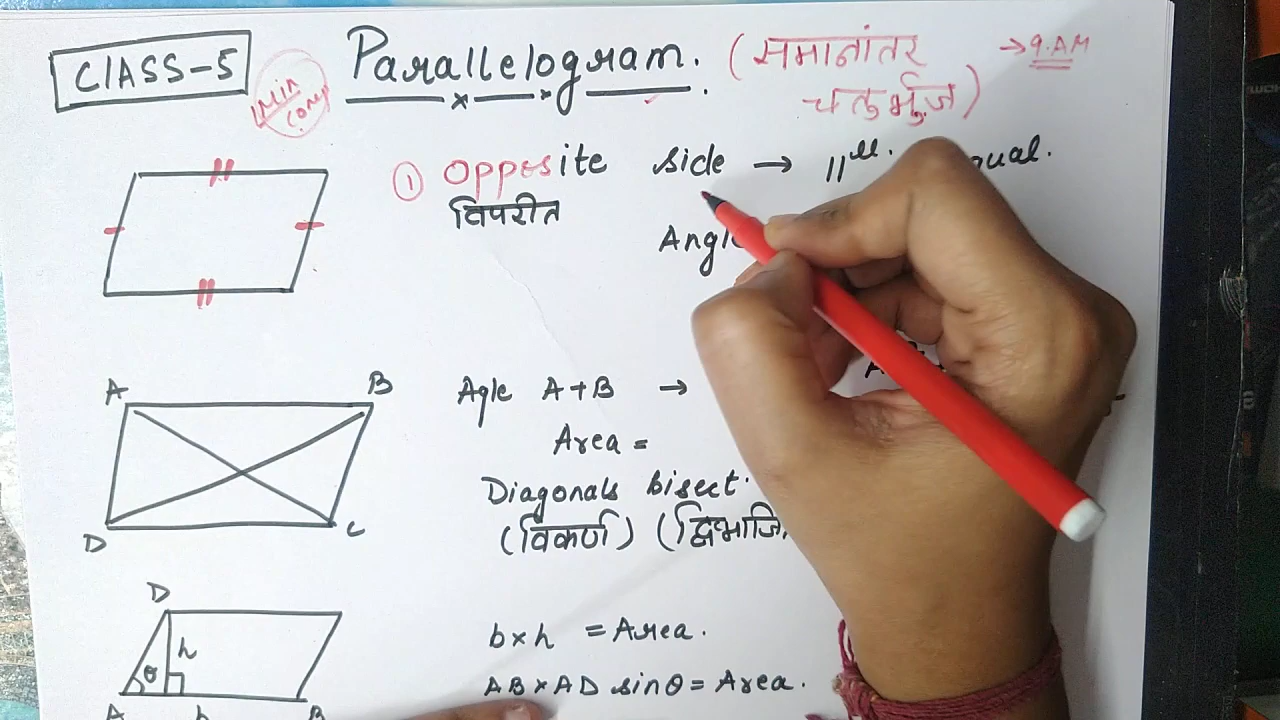 CLASS-5
Parallelogram. (समानांतर चतुर्भुज) → 9.AM
① Opposite side → 11ᵘ.
विपरीत
Angle
A B
Agle A+B →
Area =
Diagonals bisect.
(विकर्ण)
D C
D
h
θ
b×h = Area.
AB×AD sinθ = Area.
A b B